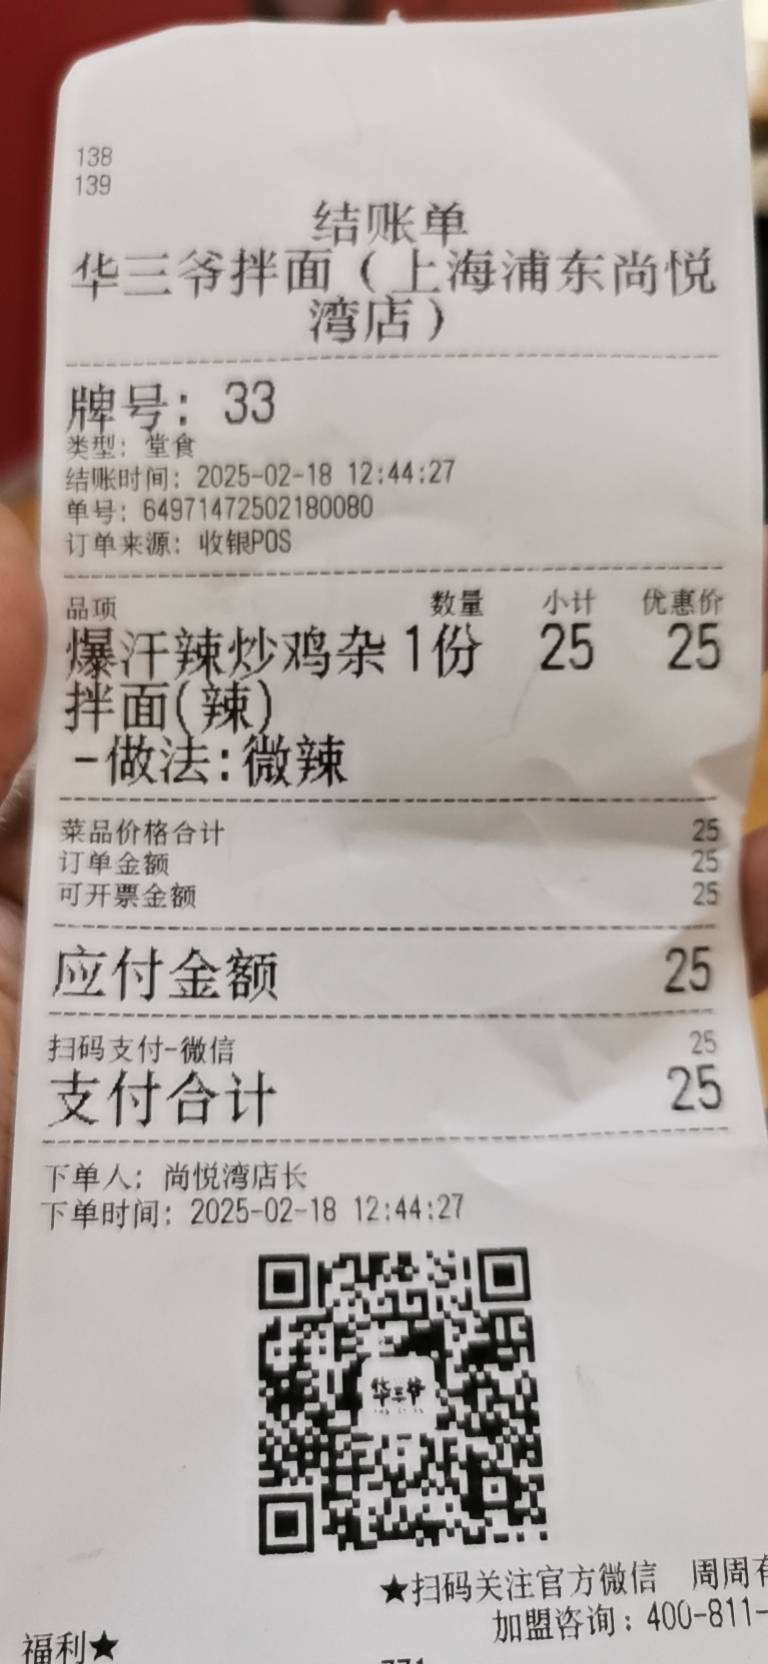 138
139
结账单
华三爷拌面（上海浦东尚悦
湾店）
牌号：33
类型：堂食
结账时间：2025-02-18 12:44:27
单号：64971472502180080
订单来源：收银POS
品项 数量 小计 优惠价
爆汗辣炒鸡杂 1份 25 25
拌面(辣)
-做法:微辣
菜品价格合计 25
订单金额 25
可开票金额 25
应付金额 25
扫码支付-微信 25
支付合计 25
下单人：尚悦湾店长
下单时间：2025-02-18 12:44:27
华三爷
★扫码关注官方微信 周周有
福利★
加盟咨询：400-811-